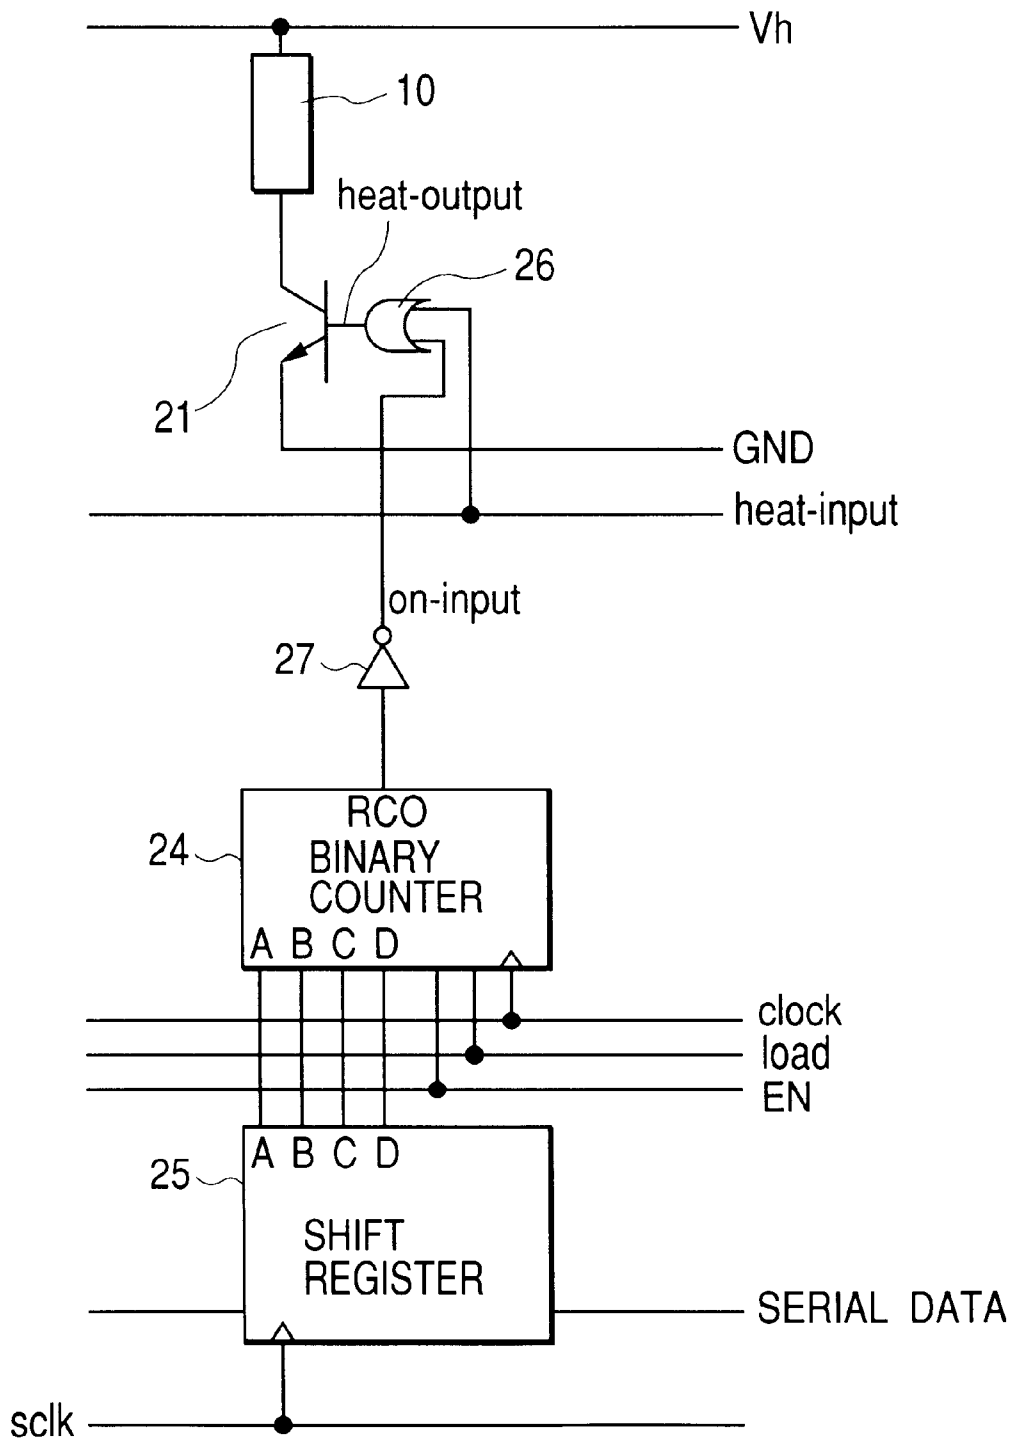 Vh
10
heat-output
26
21
GND
heat-input
on-input
27
RCO
24
BINARY
COUNTER
A B C D
clock
load
EN
A B C D
25
SHIFT
REGISTER
SERIAL DATA
sclk